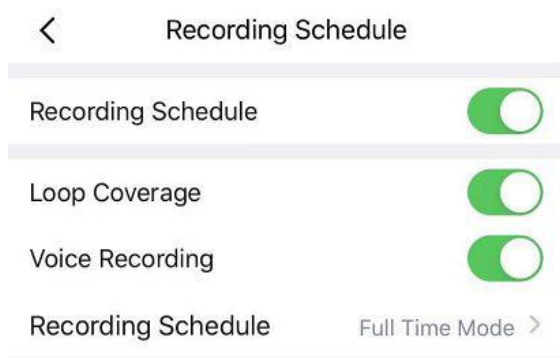 Recording Schedule
Recording Schedule
Loop Coverage
Voice Recording
Recording Schedule Full Time Mode